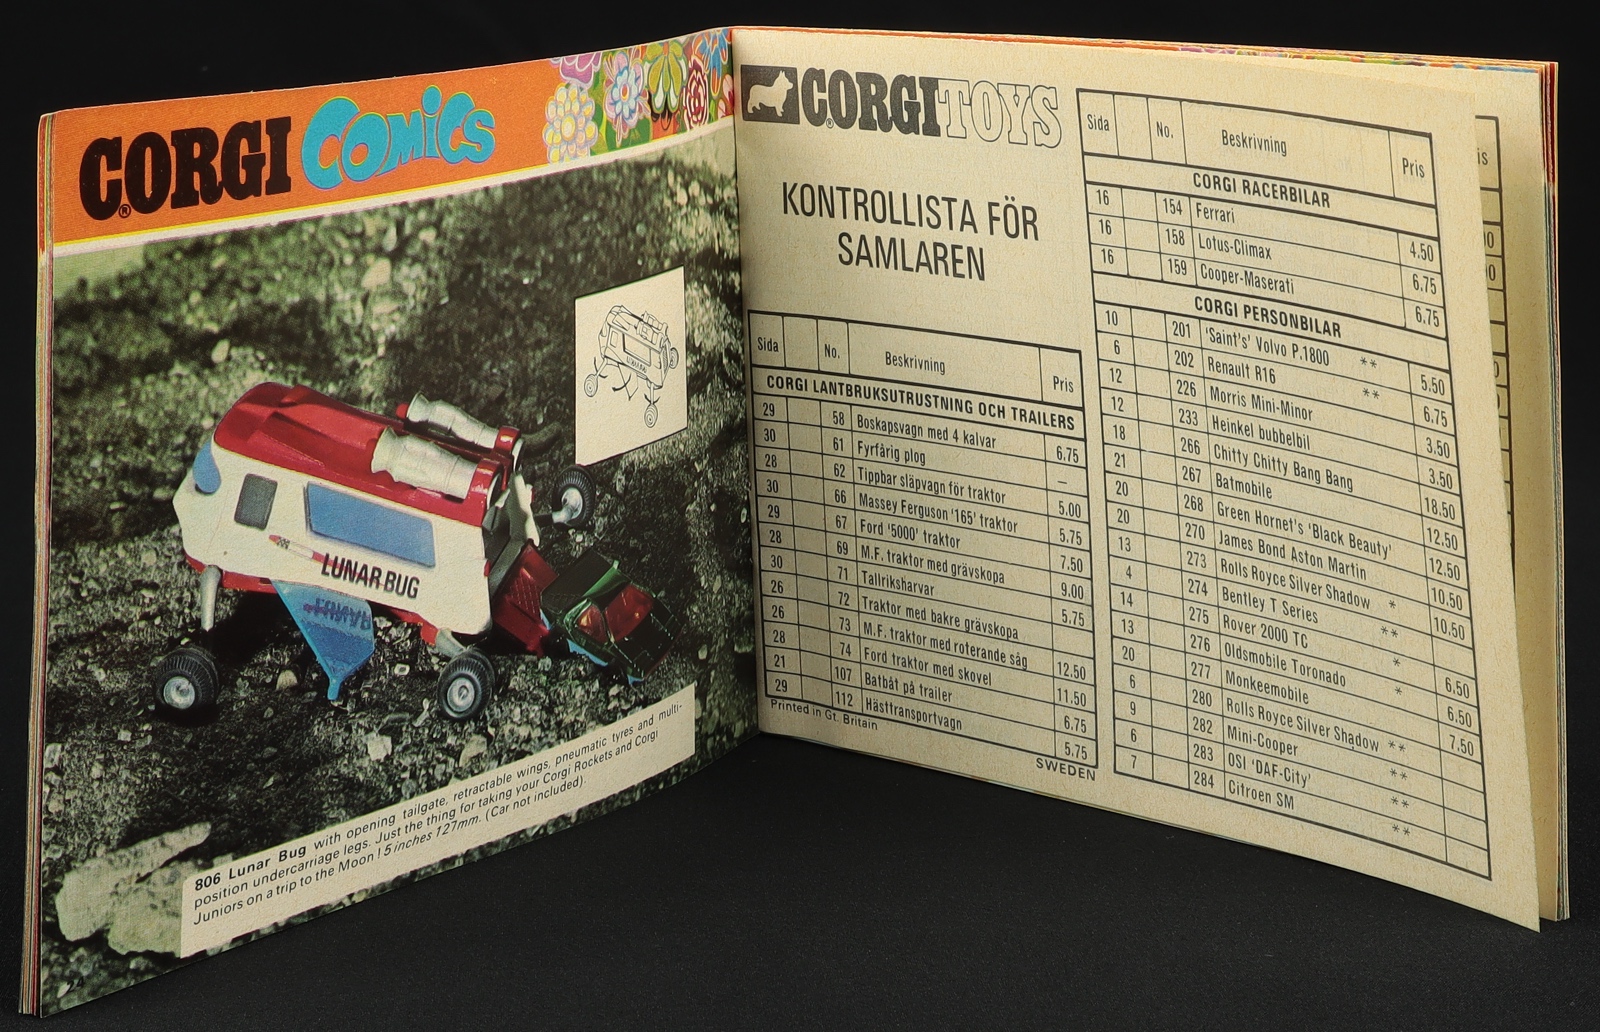 CORGI COMICS
LUNAR BUG
LUNAR BUG
806 Lunar Bug with opening tailgate, retractable wings, pneumatic tyres and multi-
position undercarriage legs. Just the thing for taking your Corgi Rockets and Corgi
Juniors on a trip to the Moon! 5 inches 127mm. (Car not included).
24
CORGI TOYS
KONTROLLISTA FÖR
SAMLAREN
Sida No. Beskrivning Pris
CORGI LANTBRUKSUTRUSTNING OCH TRAILERS
29 58 Boskapsvagn med 4 kalvar 6.75
30 61 Fyrfårig plog —
28 62 Tippbar släpvagn för traktor 5.00
30 66 Massey Ferguson '165' traktor 5.75
29 67 Ford '5000' traktor 7.50
28 69 M.F. traktor med grävskopa 9.00
30 71 Tallriksharvar 5.75
26 72 Traktor med bakre grävskopa
26 73 M.F. traktor med roterande såg 12.50
28 74 Ford traktor med skovel 11.50
21 107 Batbåt på trailer 6.75
29 112 Hästtransportvagn 5.75
Printed in Gt. Britain
SWEDEN
Sida No. Beskrivning Pris
CORGI RACERBILAR
16 154 Ferrari 4.50
16 158 Lotus-Climax 6.75
16 159 Cooper-Maserati 6.75
CORGI PERSONBILAR
10 201 'Saint's' Volvo P.1800 ** 5.50
6 202 Renault R16 ** 6.75
12 226 Morris Mini-Minor 3.50
12 233 Heinkel bubbelbil 3.50
18 266 Chitty Chitty Bang Bang 18.50
21 267 Batmobile 12.50
20 268 Green Hornet's 'Black Beauty' 12.50
20 270 James Bond Aston Martin 10.50
13 273 Rolls Royce Silver Shadow * 10.50
4 274 Bentley T Series **
14 275 Rover 2000 TC * 6.50
13 276 Oldsmobile Toronado * 6.50
20 277 Monkeemobile 7.50
6 280 Rolls Royce Silver Shadow **
9 282 Mini-Cooper **
6 283 OSI 'DAF-City' **
7 284 Citroen SM **